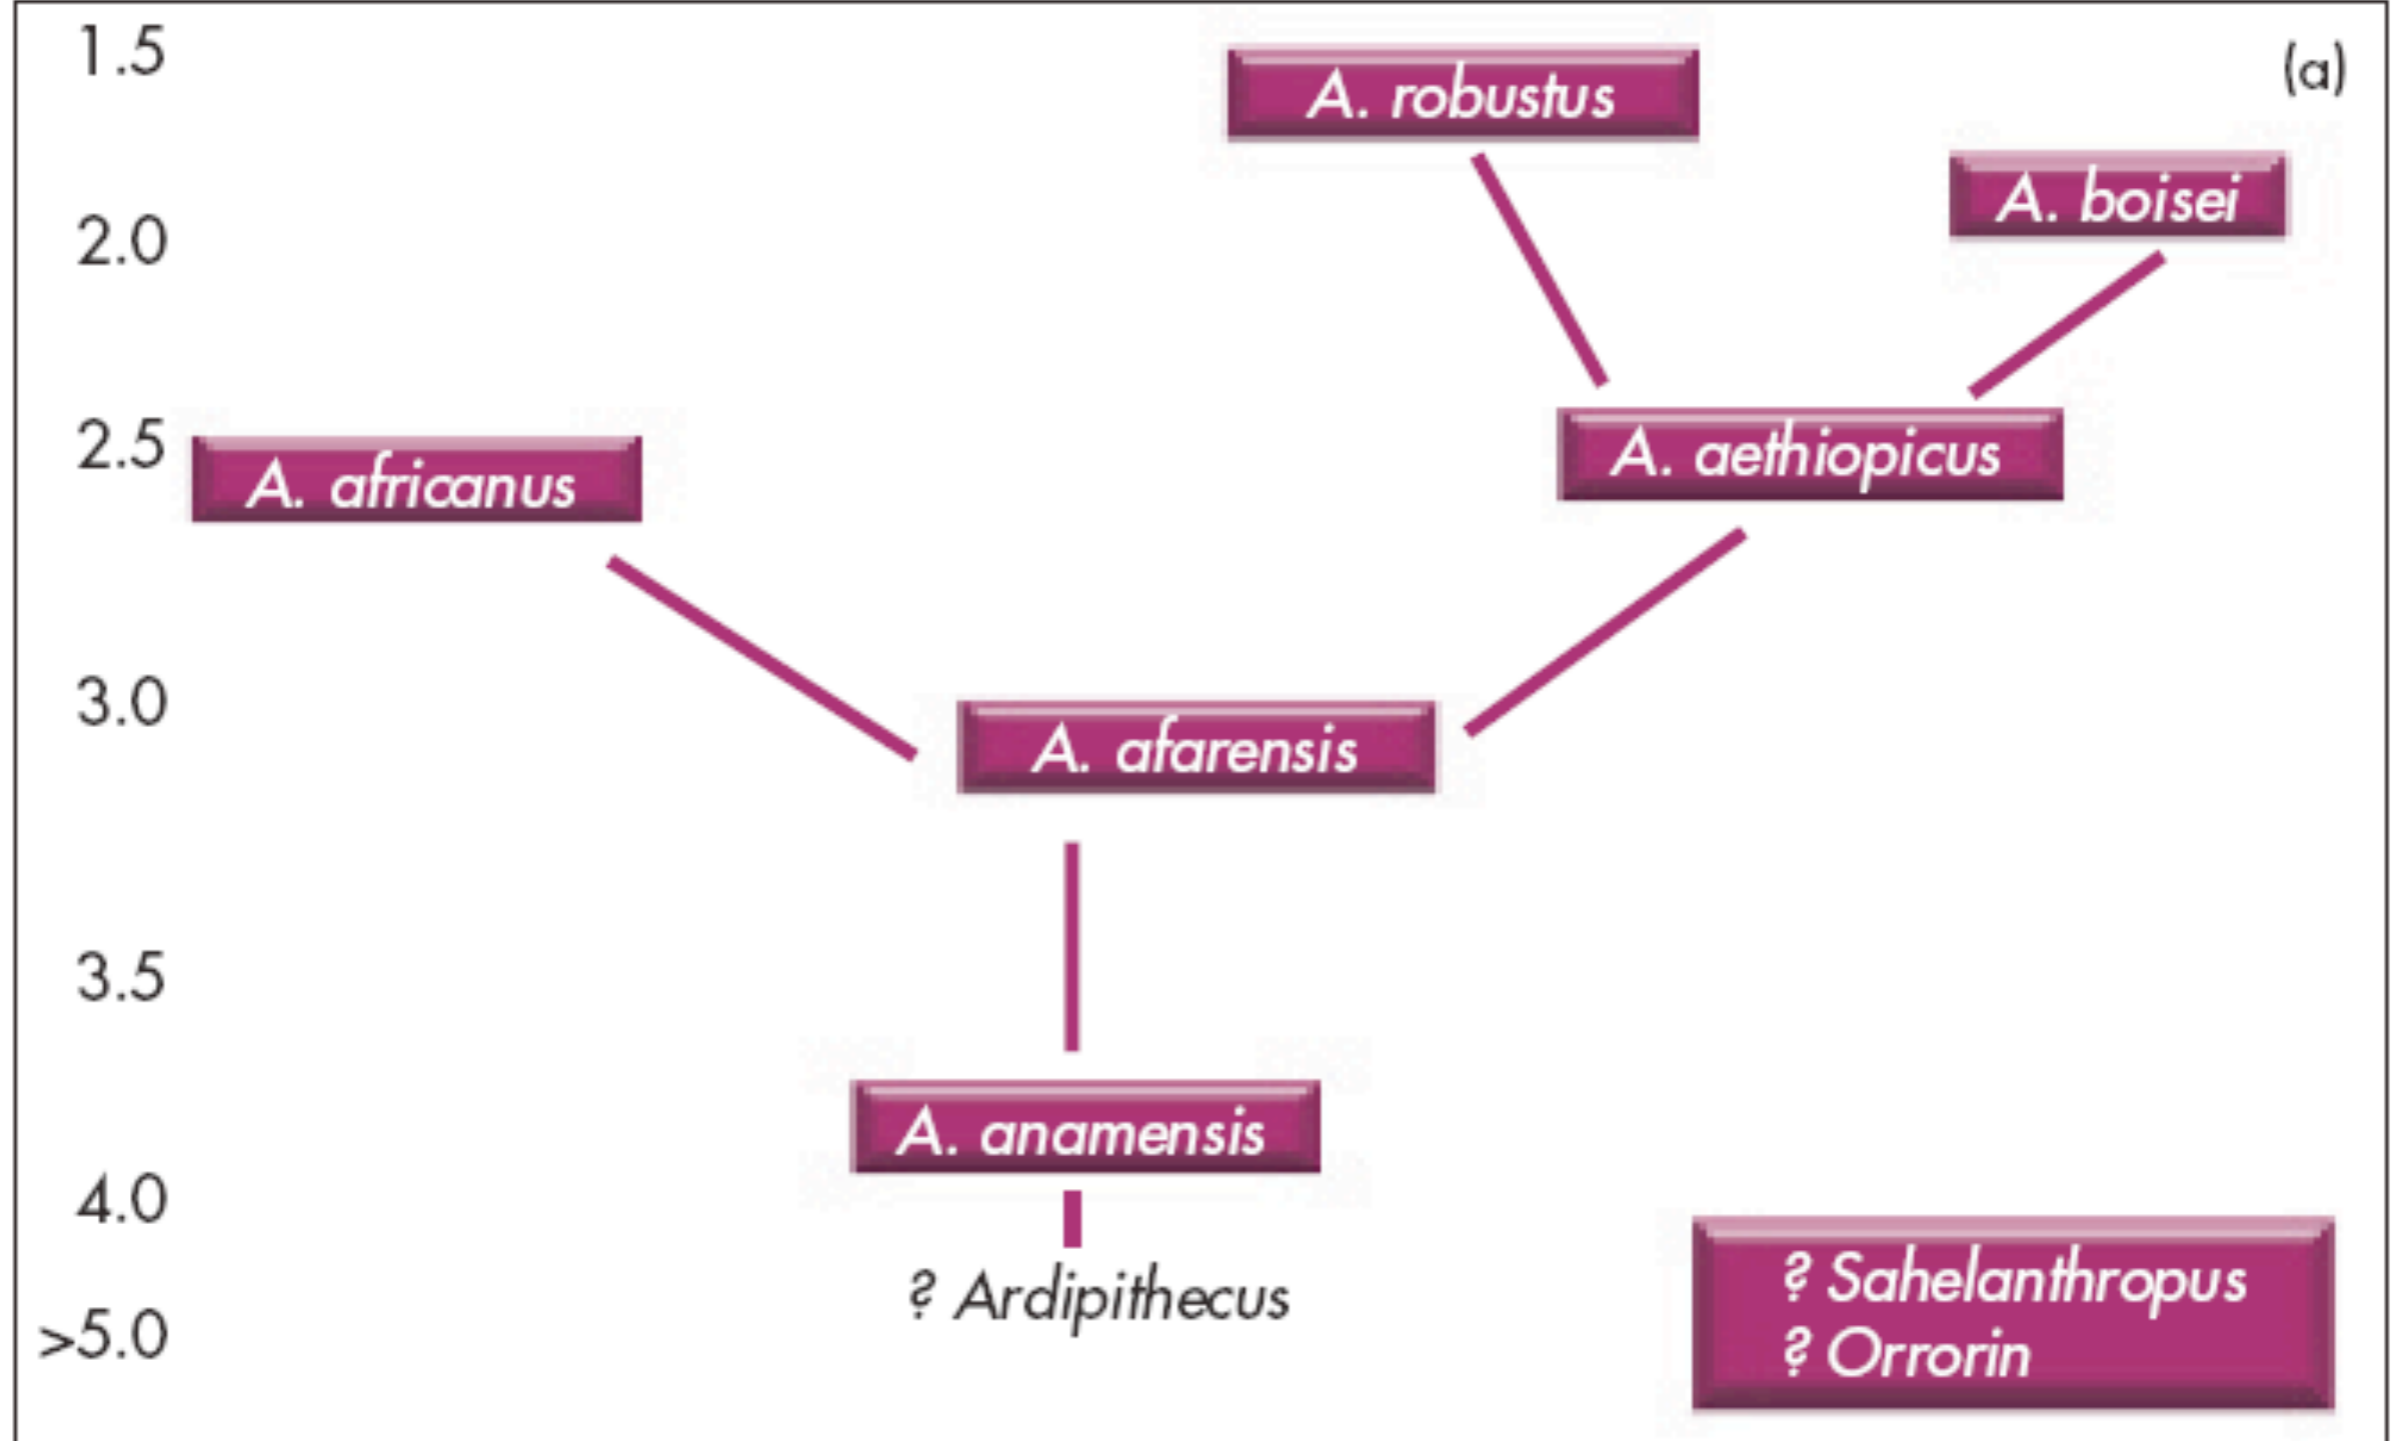 1.5
(a)
A. robustus
A. boisei
2.0
2.5
A. africanus
A. aethiopicus
3.0
A. afarensis
3.5
A. anamensis
4.0
? Ardipithecus
? Sahelanthropus
>5.0
? Orrorin